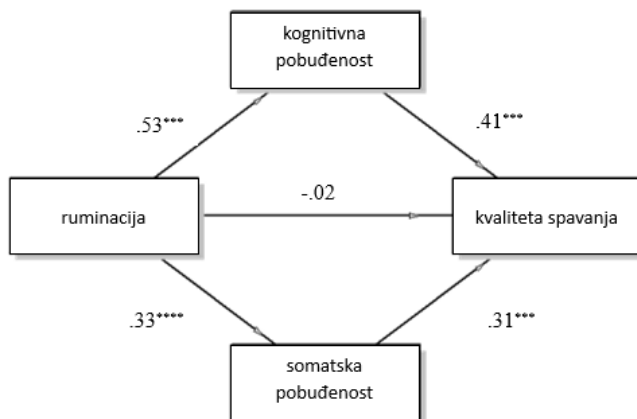 kognitivna
pobuđenost
.53***
.41***
-.02
ruminacija
kvaliteta spavanja
.33****
.31***
somatska
pobuđenost